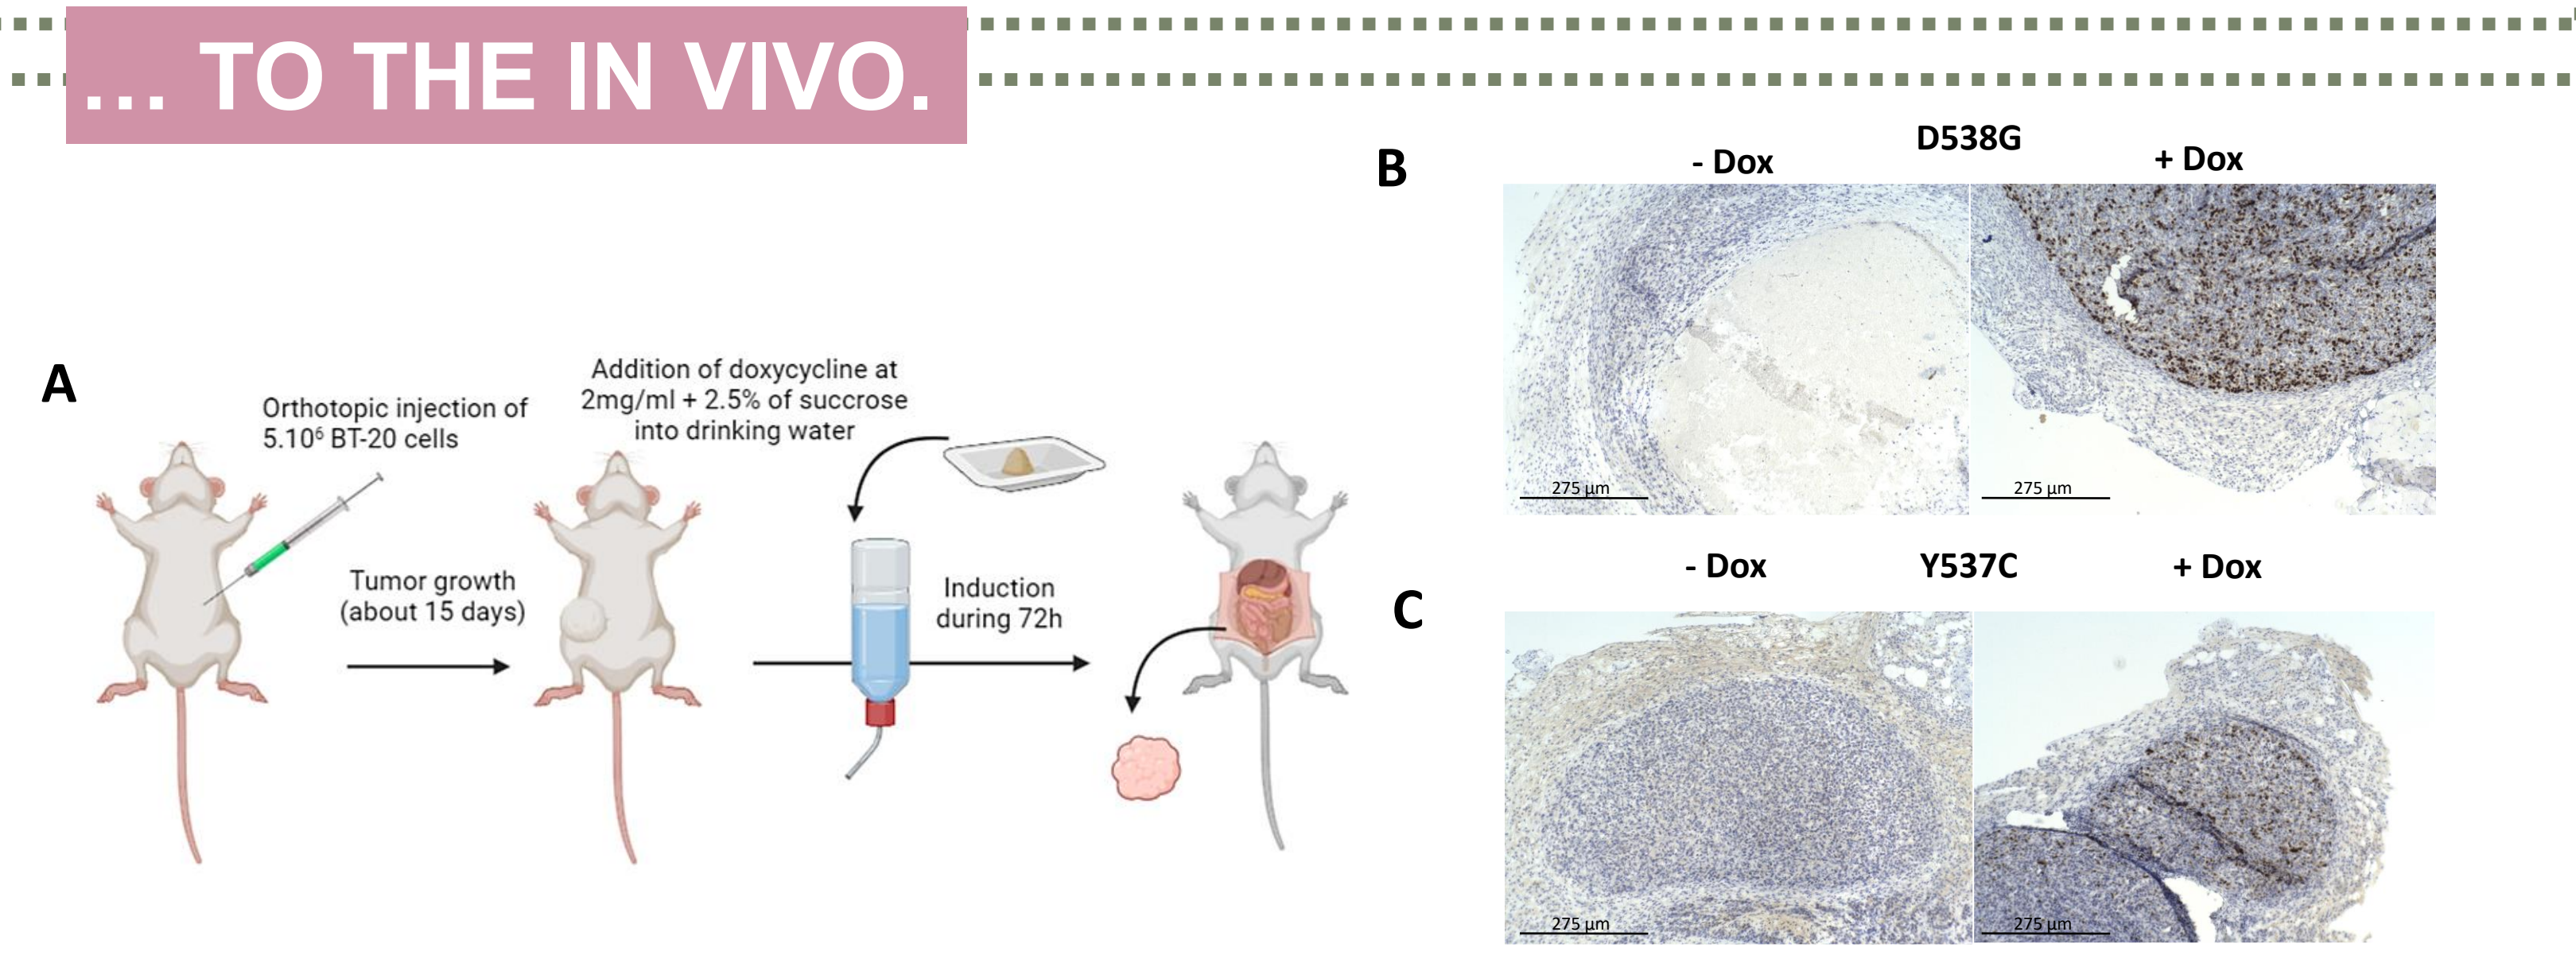 ... TO THE IN VIVO.
A
Orthotopic injection of
5.10⁶ BT-20 cells
Tumor growth
(about 15 days)
Addition of doxycycline at
2mg/ml + 2.5% of succrose
into drinking water
Induction
during 72h
B
D538G
- Dox
+ Dox
275 µm
275 µm
C
- Dox
Y537C
+ Dox
275 µm
275 µm